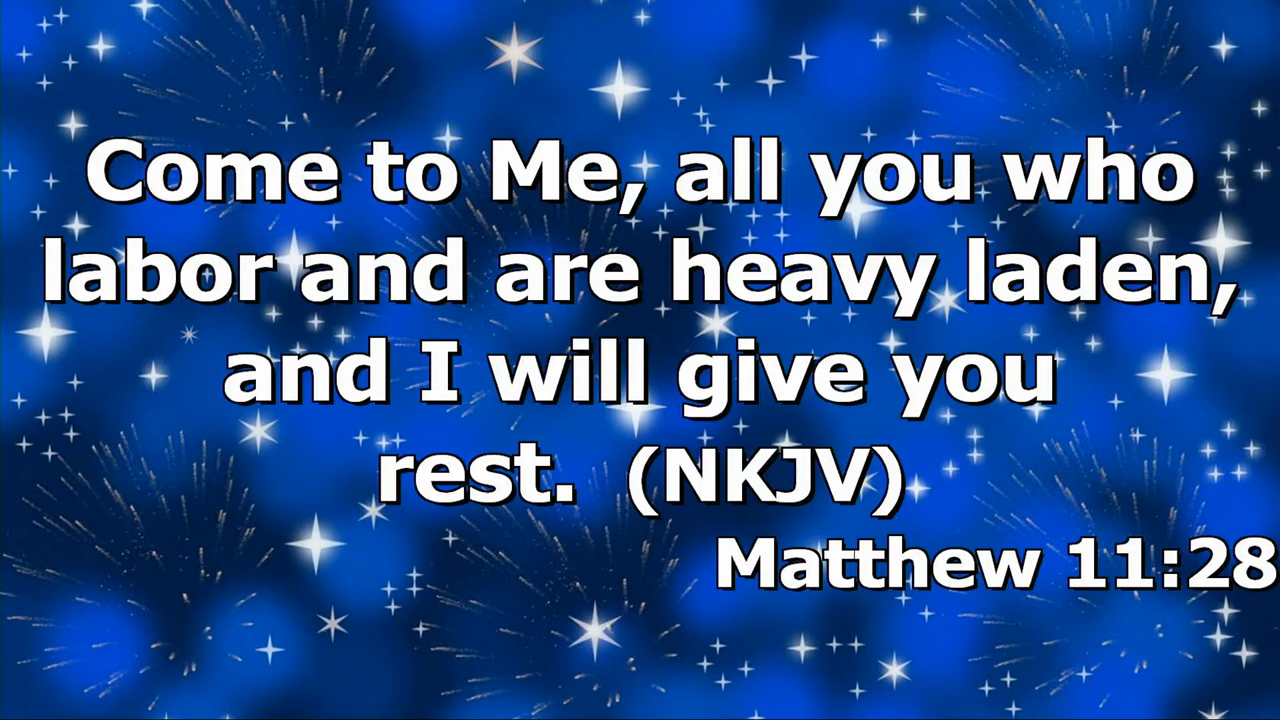 Come to Me, all you who
labor and are heavy laden,
and I will give you
rest.  (NKJV)
Matthew 11:28